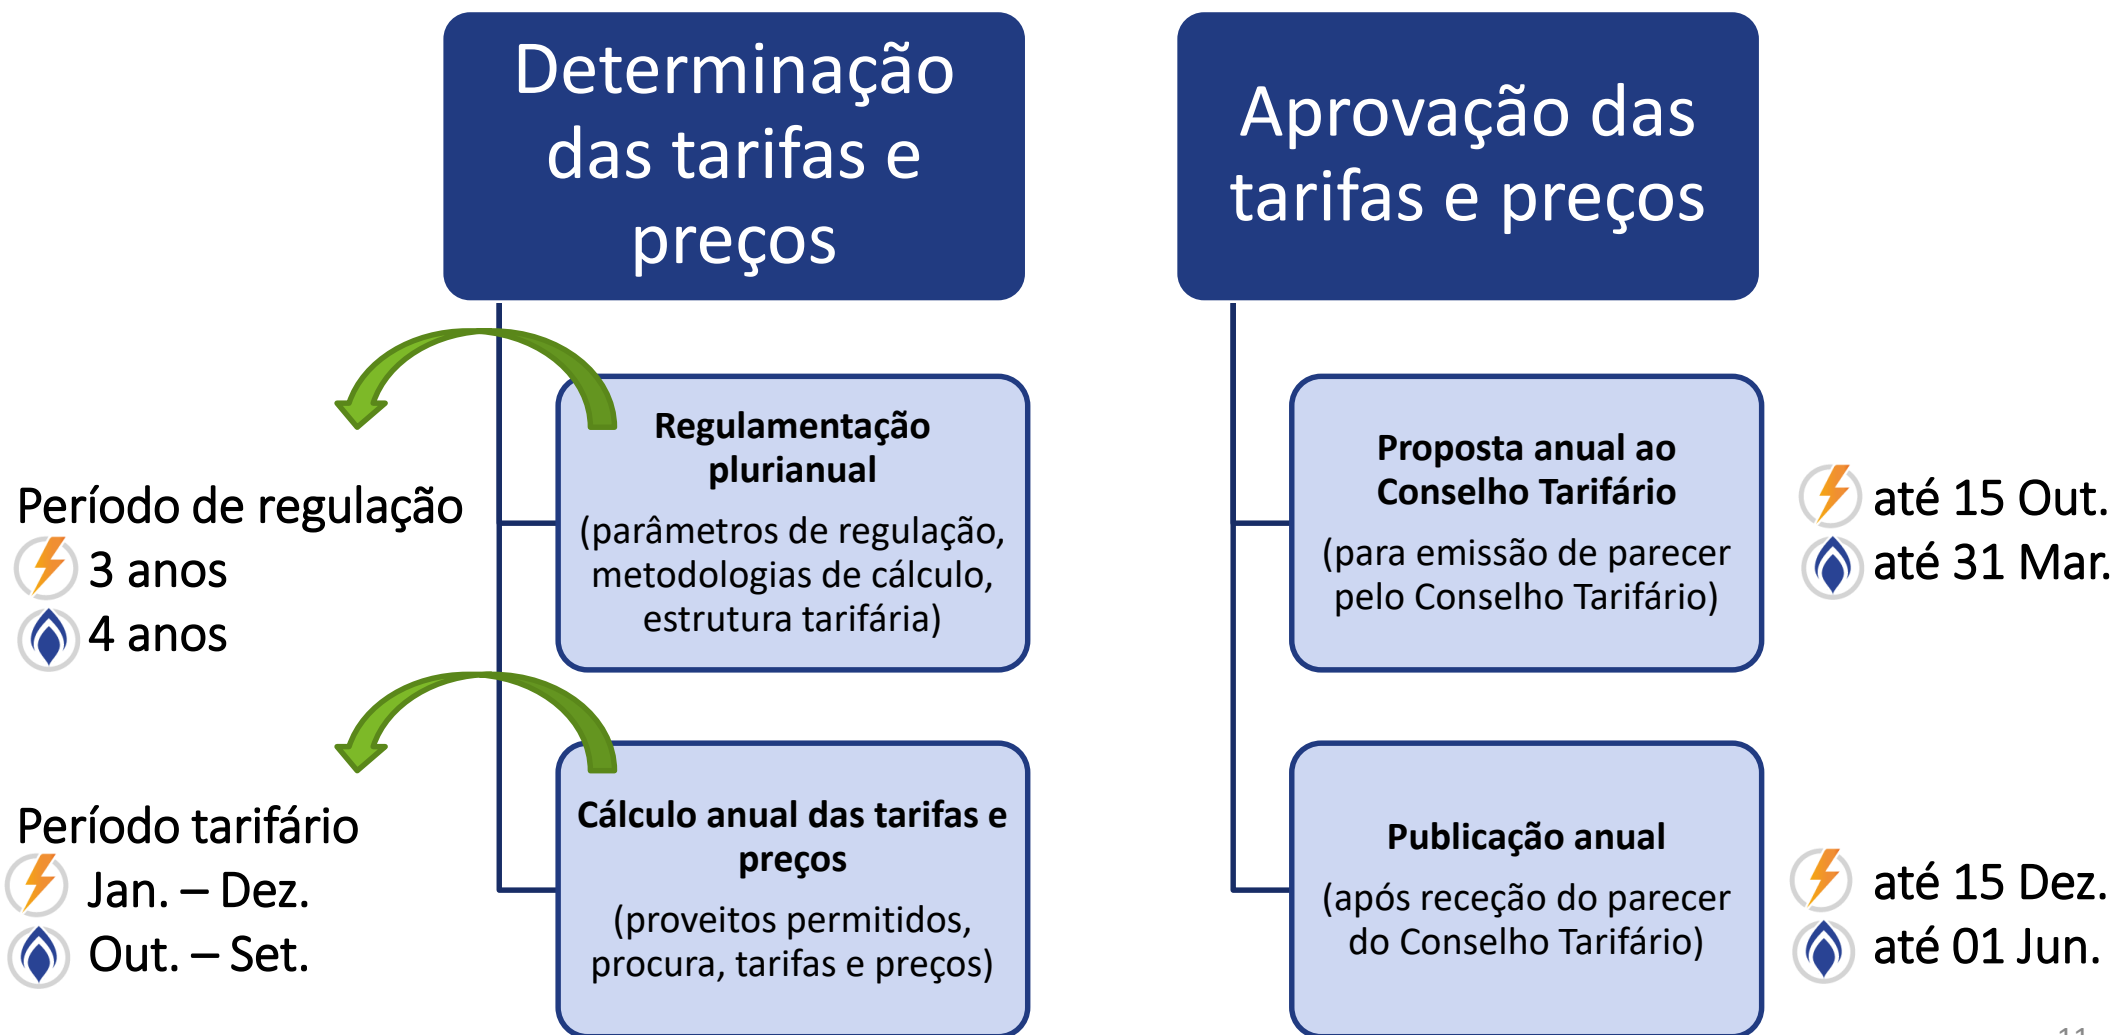 Determinação
das tarifas e
preços
Período de regulação
3 anos
4 anos
Regulamentação
plurianual
(parâmetros de regulação,
metodologias de cálculo,
estrutura tarifária)
Período tarifário
Jan. – Dez.
Out. – Set.
Cálculo anual das tarifas e
preços
(proveitos permitidos,
procura, tarifas e preços)
Aprovação das
tarifas e preços
Proposta anual ao
Conselho Tarifário
(para emissão de parecer
pelo Conselho Tarifário)
até 15 Out.
até 31 Mar.
Publicação anual
(após receção do parecer
do Conselho Tarifário)
até 15 Dez.
até 01 Jun.
11